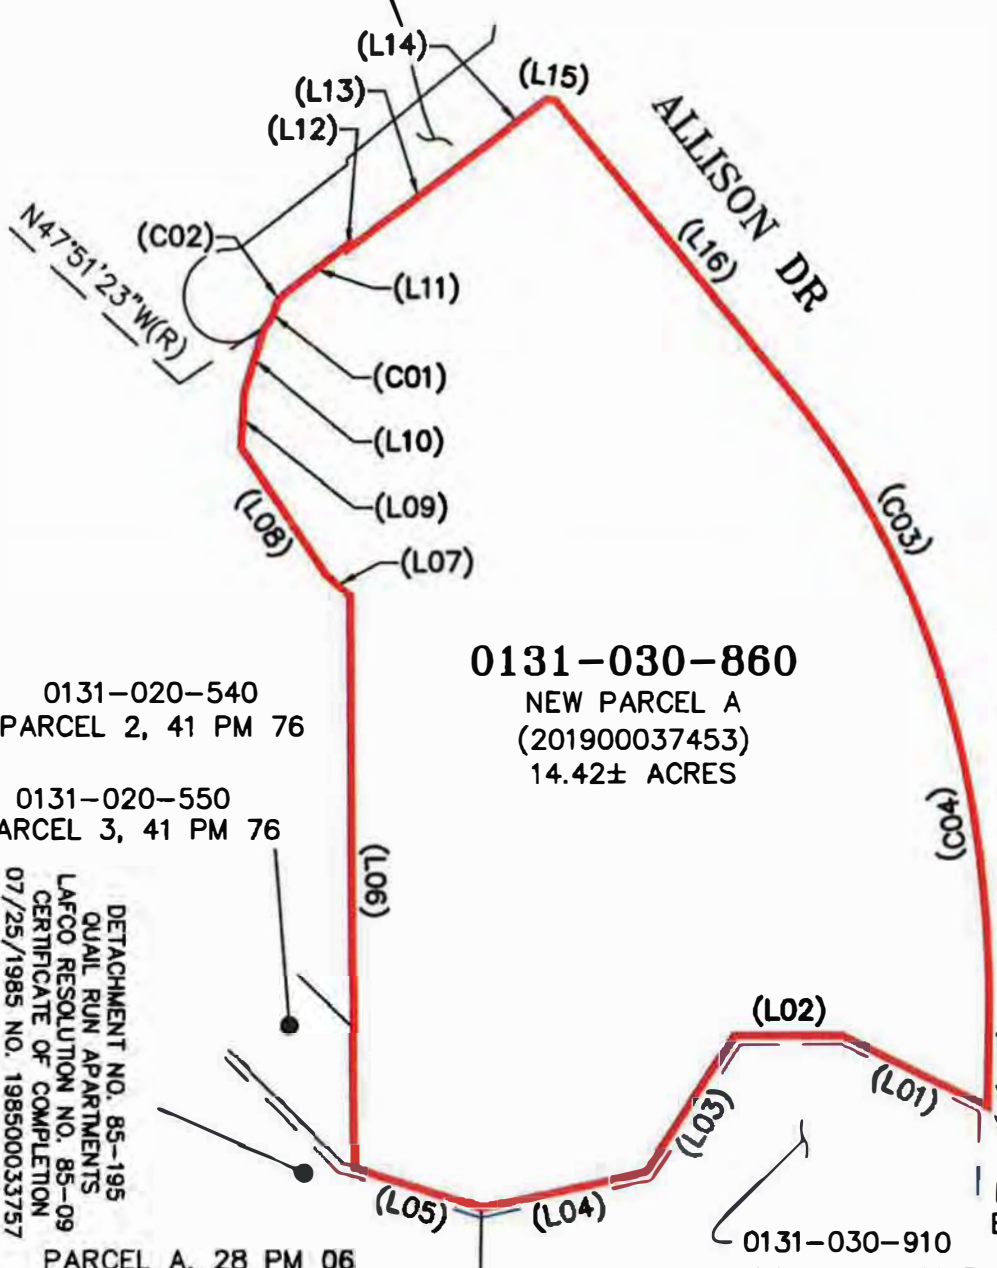 (L14)
(L15)
(L13)
(L12)
ALLISON DR
N47°51'23"W(R)
(C02)
(L16)
(L11)
(C01)
(L10)
(L09)
(C03)
(L08)
(L07)
0131-030-860
NEW PARCEL A
(201900037453)
14.42± ACRES
0131-020-540
PARCEL 2, 41 PM 76
0131-020-550
ARCEL 3, 41 PM 76
(C04)
(L06)
DETACHMENT NO. 85-195
QUAIL RUN APARTMENTS
LAFCO RESOLUTION NO. 85-09
CERTIFICATE OF COMPLETION
07/25/1985 NO. 198500033757
(L02)
(L01)
(L03)
(L05)
(L04)
0131-030-910
PARCEL A, 28 PM 06